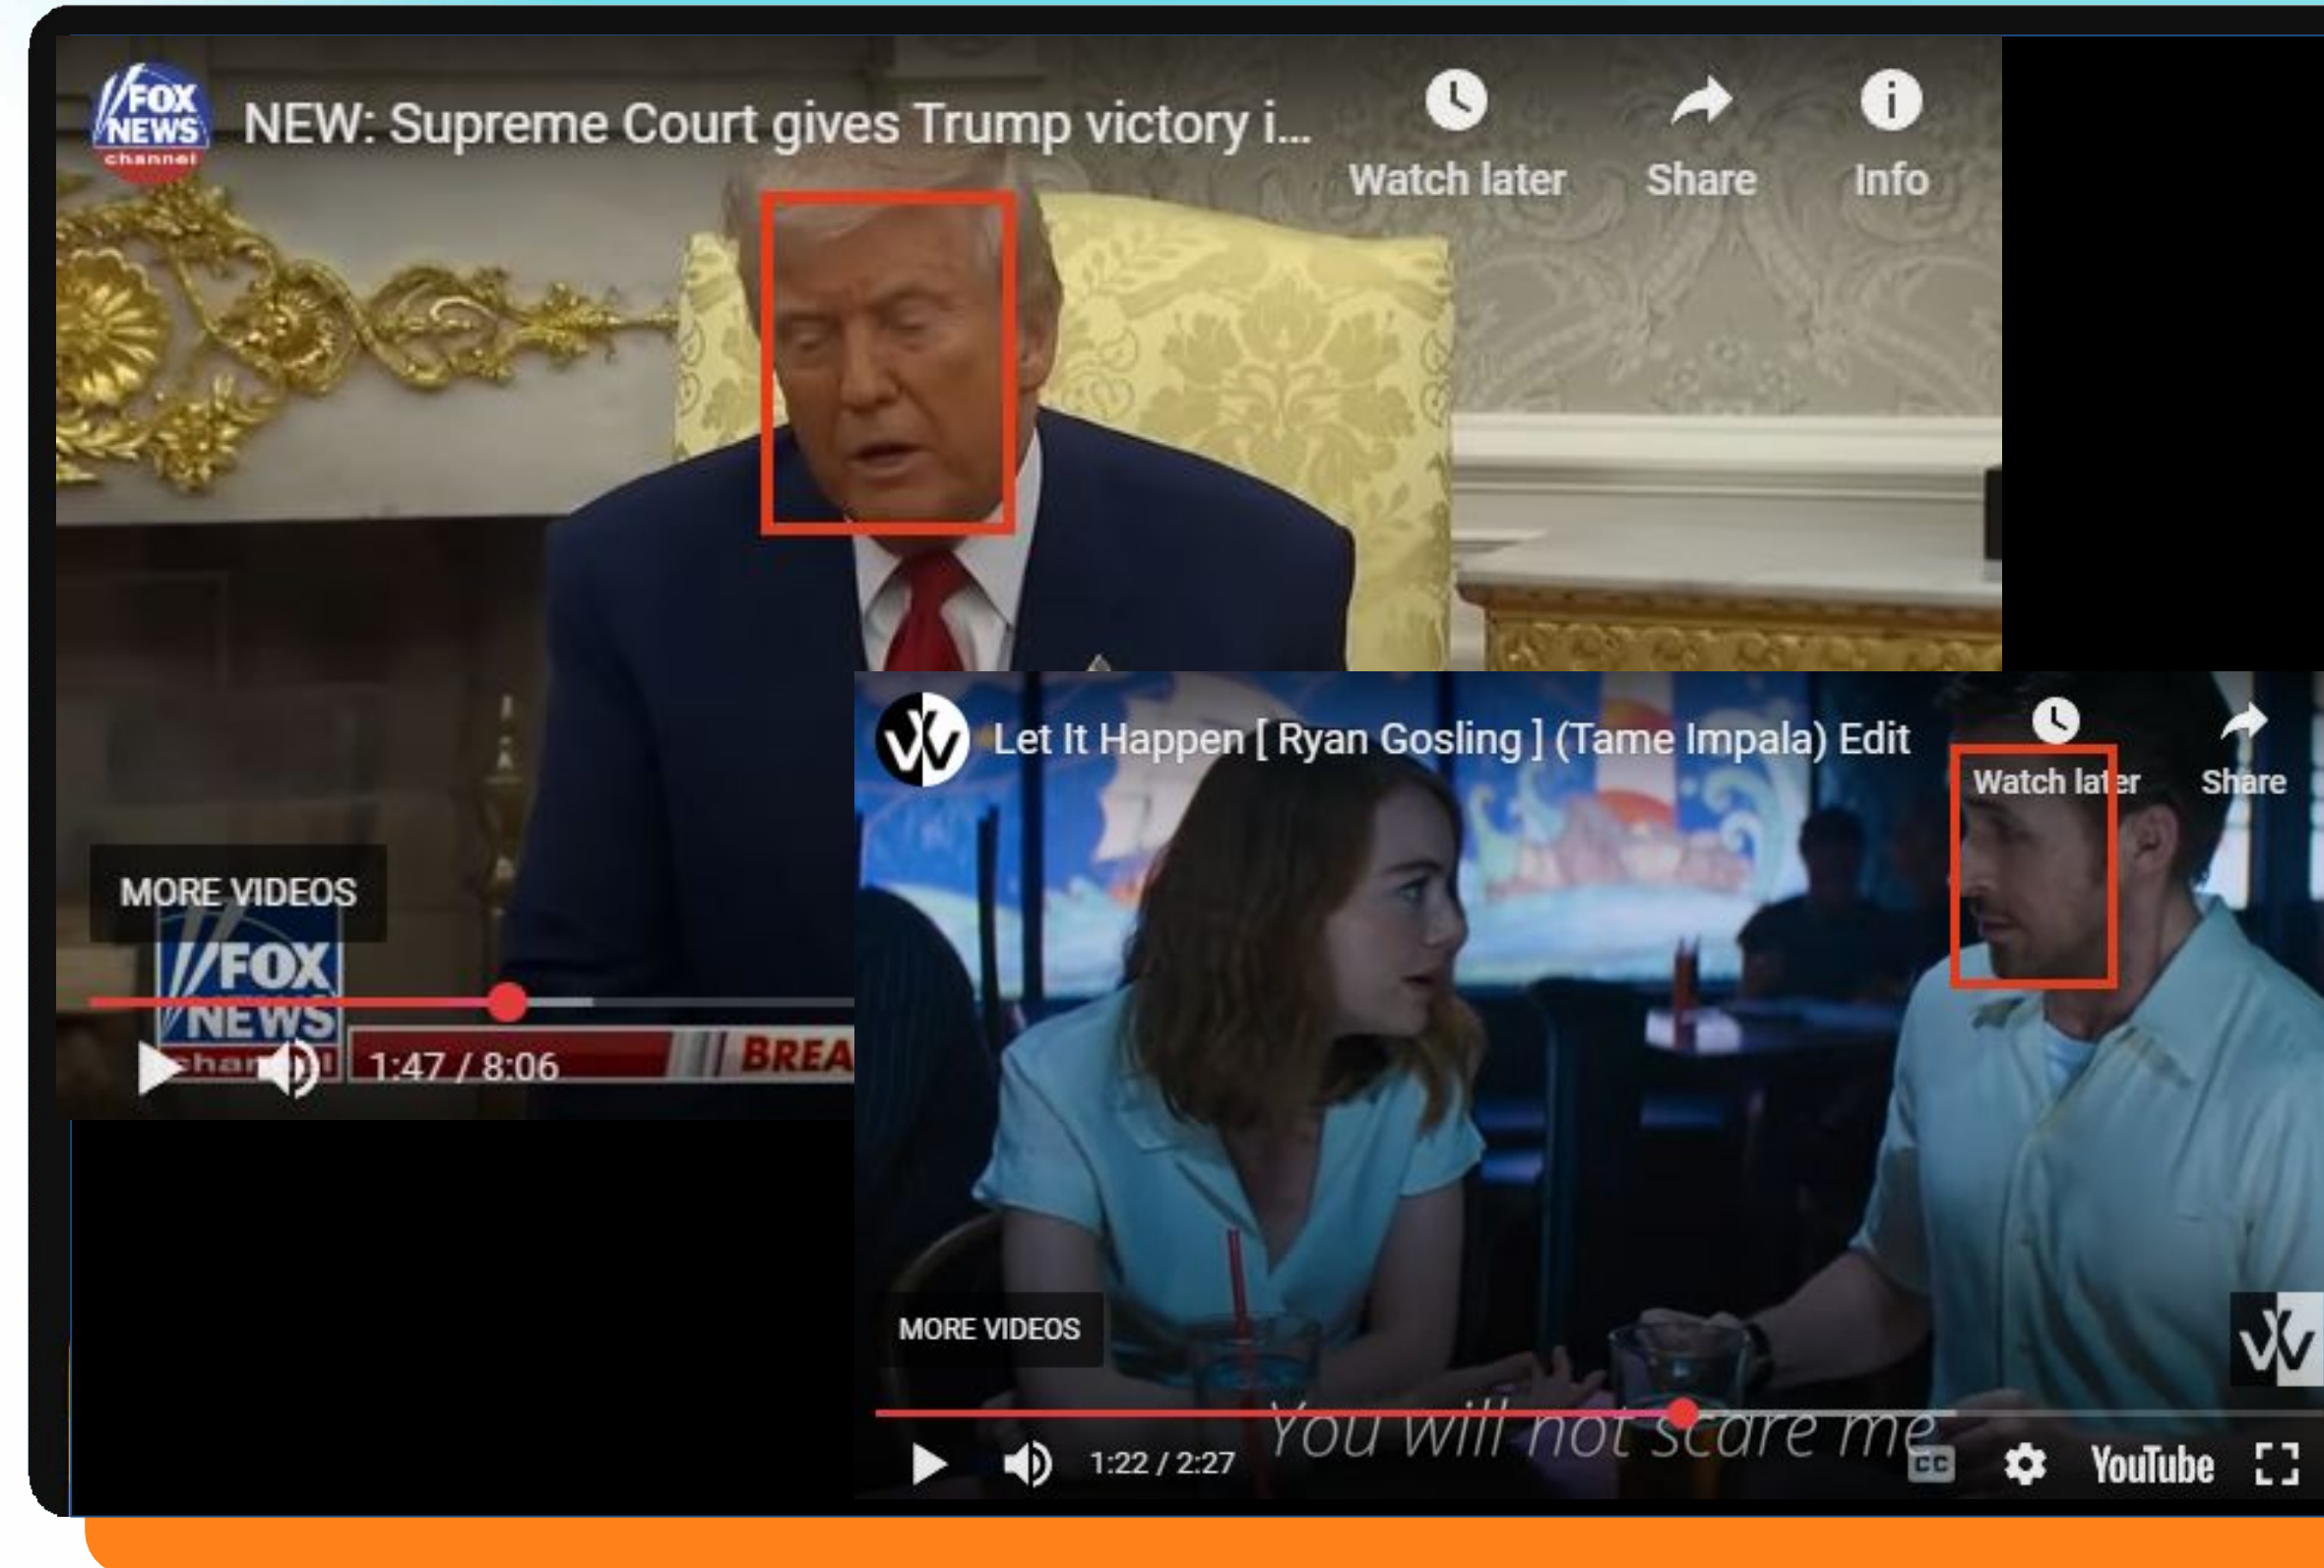 FOX
NEWS
channel
NEW: Supreme Court gives Trump victory i...
Watch later
Share
Info
MORE VIDEOS
FOX
NEWS
channel
1:47 / 8:06
BREA
Let It Happen [ Ryan Gosling ] (Tame Impala) Edit
Watch later
Share
MORE VIDEOS
You will not scare me
1:22 / 2:27
CC
YouTube